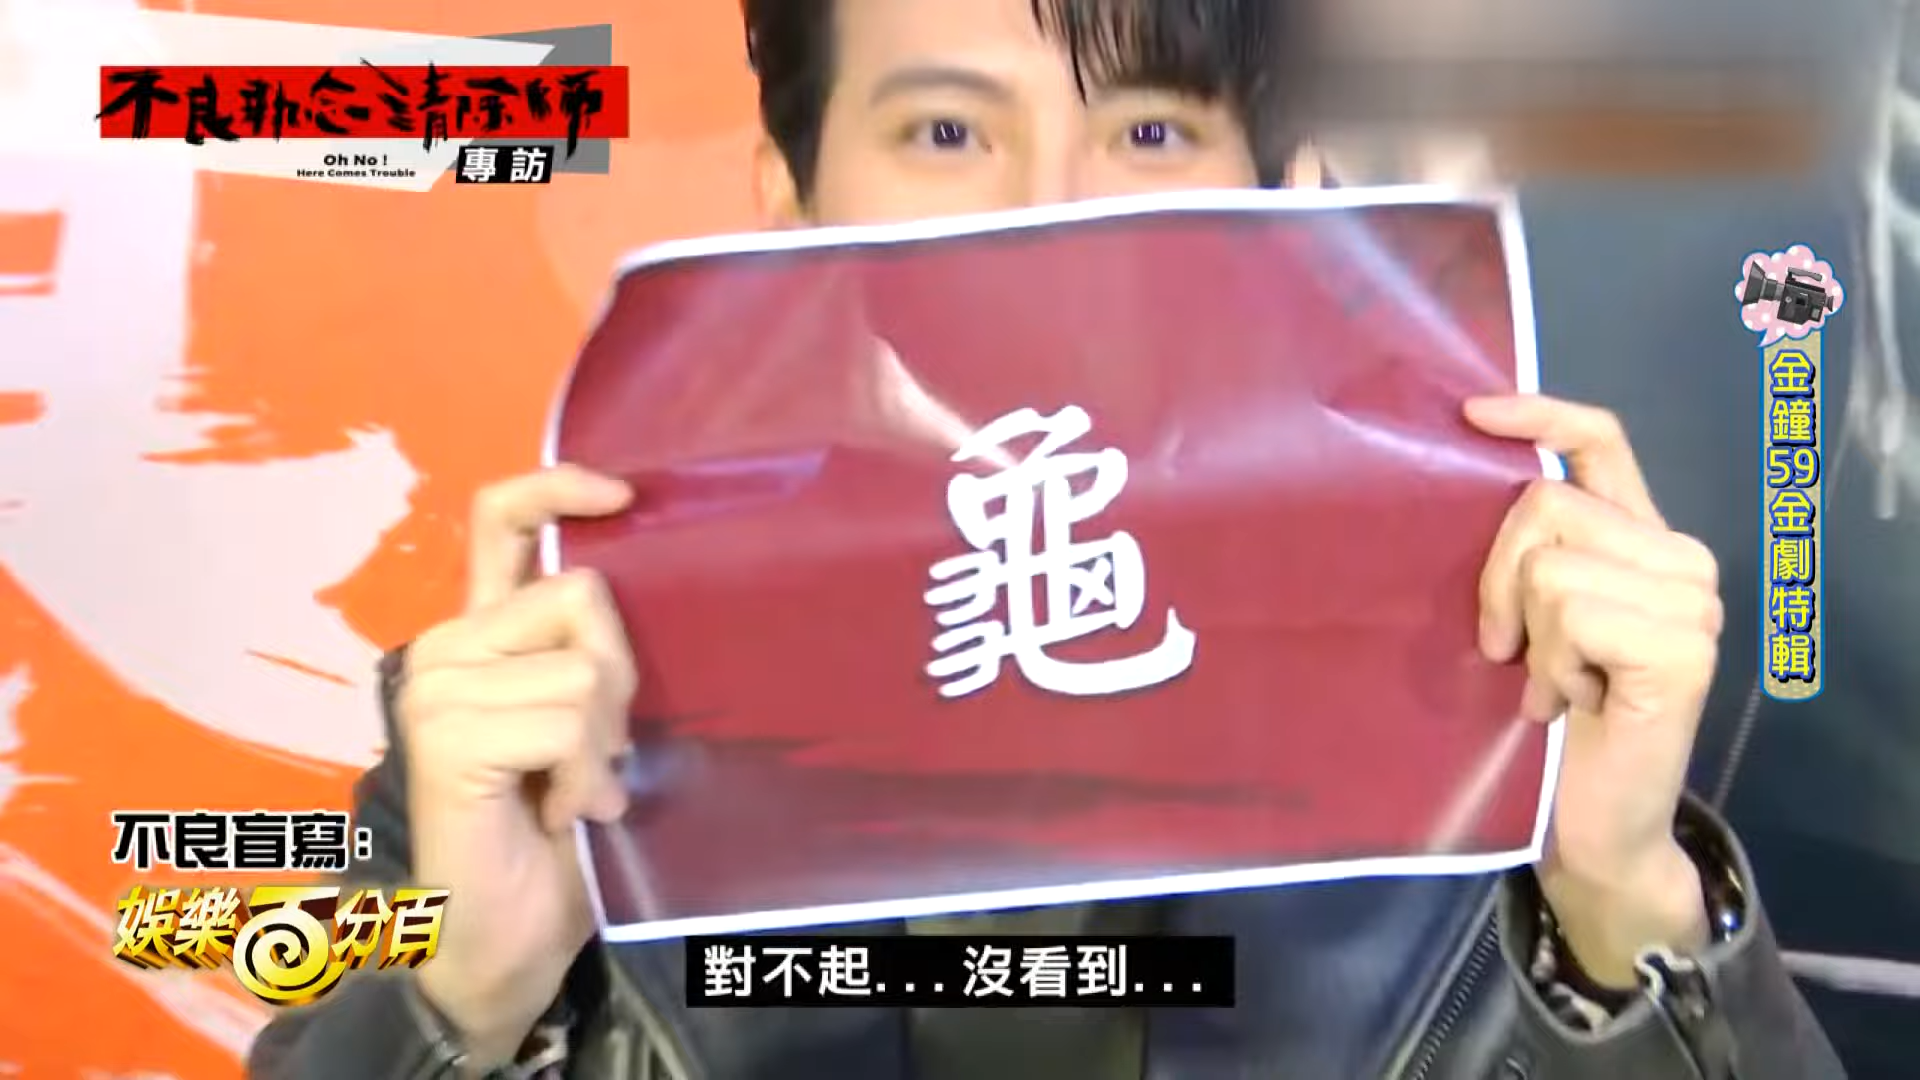 不良執念清除師
Oh No !
Here Comes Trouble
專訪
金鐘59金劇特輯
龜
不良盲寫:
娛樂百分百
對不起...沒看到...